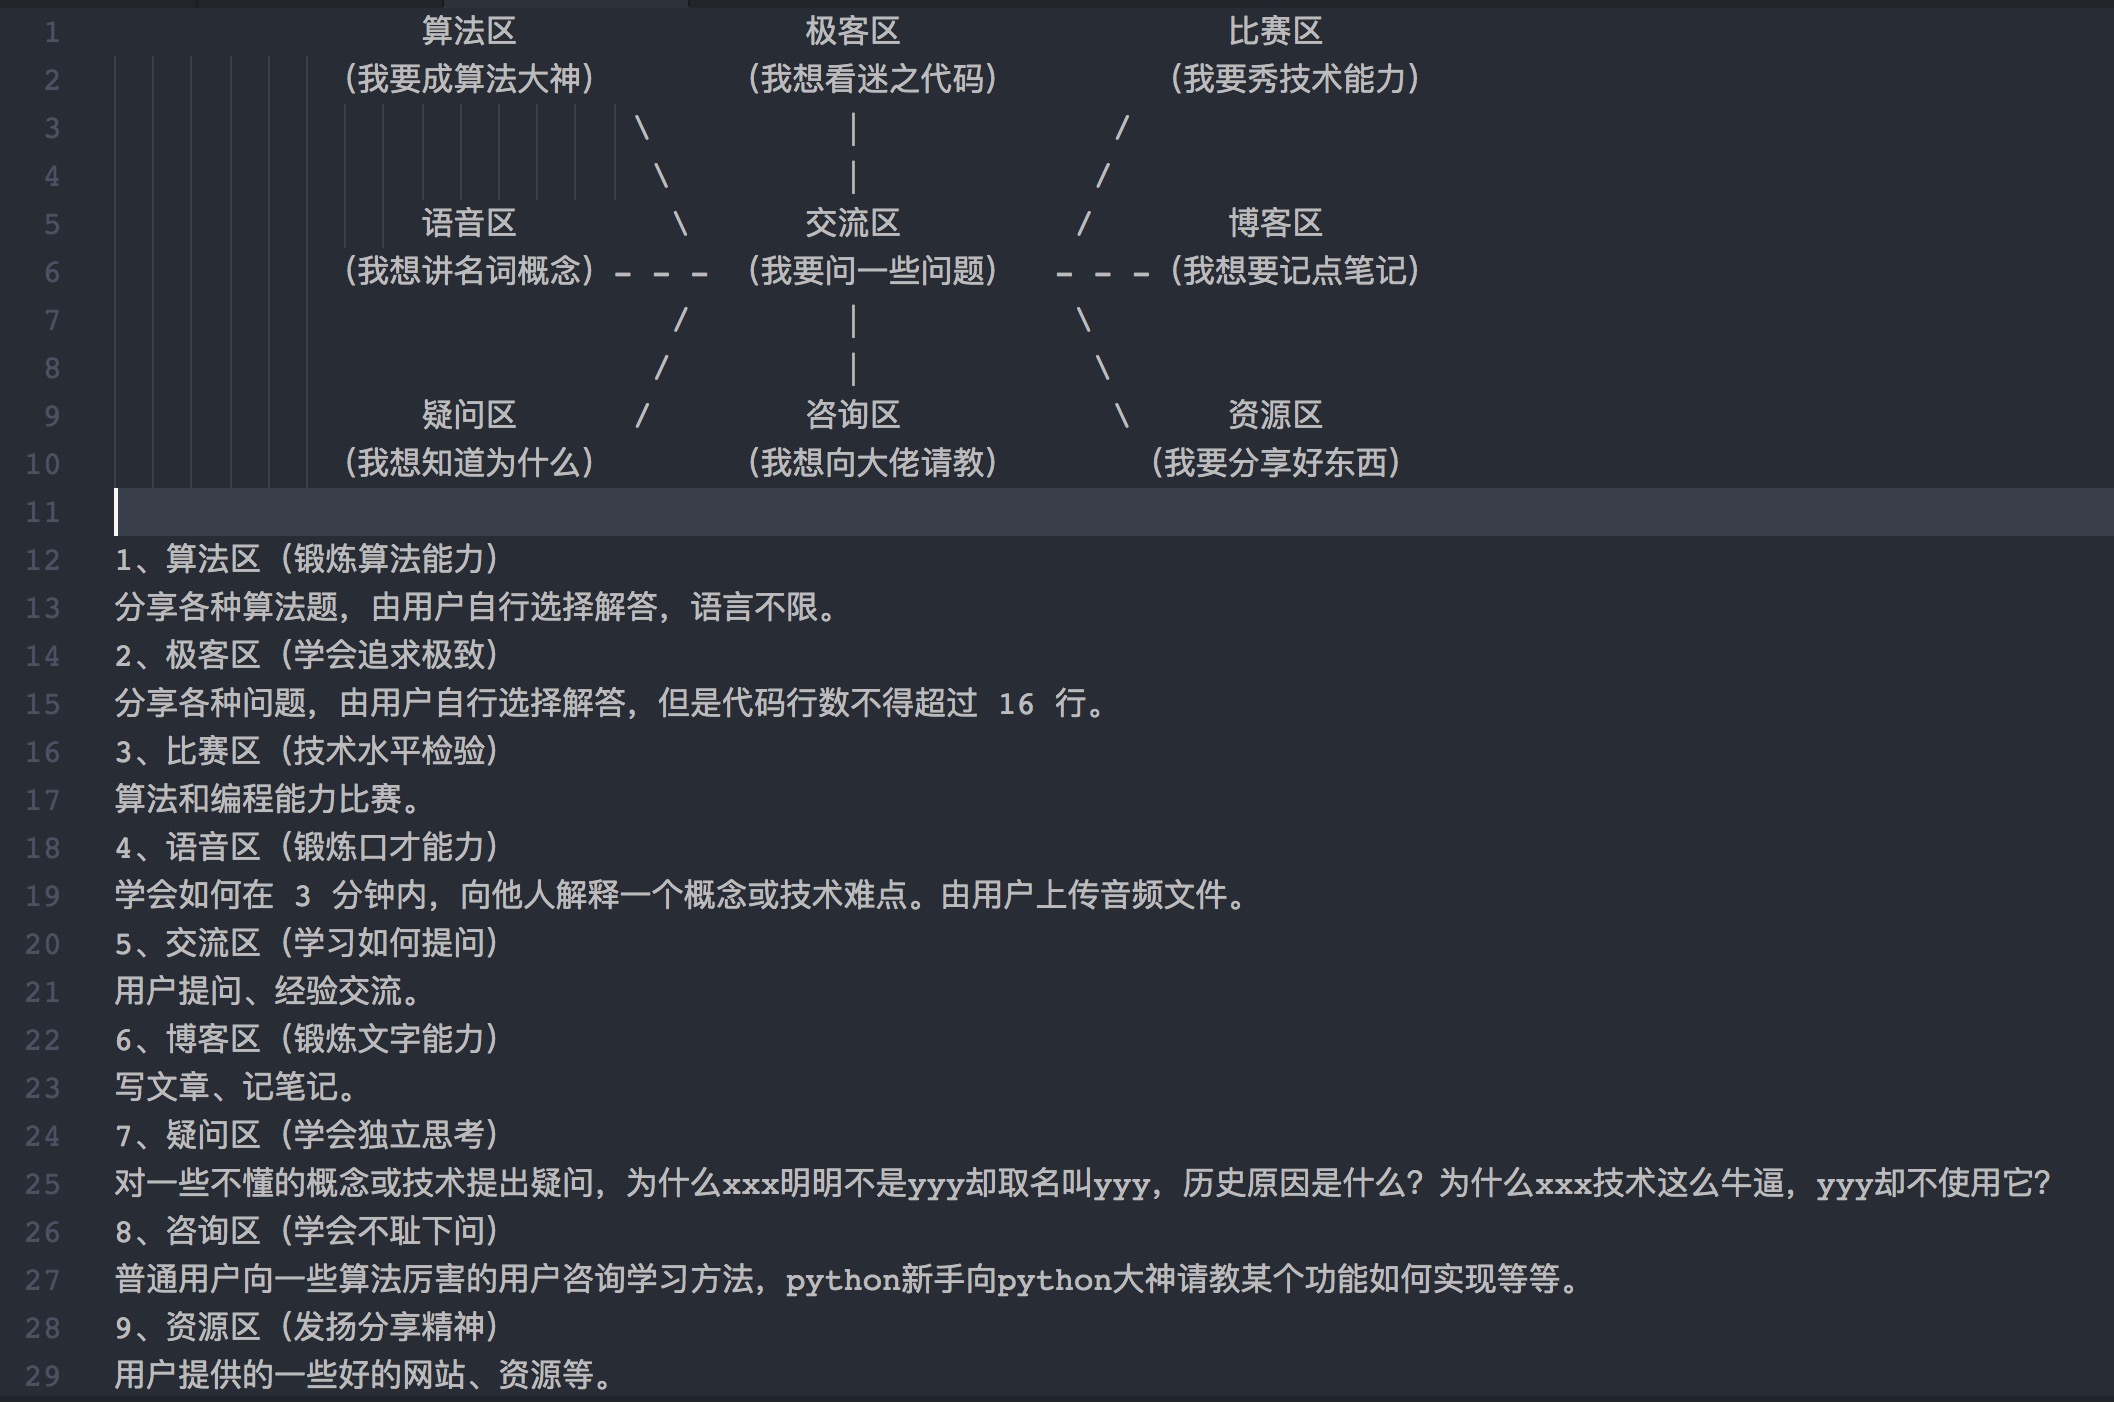 1 算法区 极客区 比赛区
2 (我要成算法大神) (我想看迷之代码) (我要秀技术能力)
3 \ | /
4 \ | /
5 语音区 \ 交流区 / 博客区
6 (我想讲名词概念) - - - (我要问一些问题) - - - (我想要记点笔记)
7 / | \
8 / | \
9 疑问区 / 咨询区 \ 资源区
10 (我想知道为什么) (我想向大佬请教) (我要分享好东西)
11
12 1、算法区（锻炼算法能力）
13 分享各种算法题，由用户自行选择解答，语言不限。
14 2、极客区（学会追求极致）
15 分享各种问题，由用户自行选择解答，但是代码行数不得超过 16 行。
16 3、比赛区（技术水平检验）
17 算法和编程能力比赛。
18 4、语音区（锻炼口才能力）
19 学会如何在 3 分钟内，向他人解释一个概念或技术难点。由用户上传音频文件。
20 5、交流区（学习如何提问）
21 用户提问、经验交流。
22 6、博客区（锻炼文字能力）
23 写文章、记笔记。
24 7、疑问区（学会独立思考）
25 对一些不懂的概念或技术提出疑问，为什么xxx明明不是yyy却取名叫yyy，历史原因是什么？为什么xxx技术这么牛逼，yyy却不使用它？
26 8、咨询区（学会不耻下问）
27 普通用户向一些算法厉害的用户咨询学习方法，python新手向python大神请教某个功能如何实现等等。
28 9、资源区（发扬分享精神）
29 用户提供的一些好的网站、资源等。